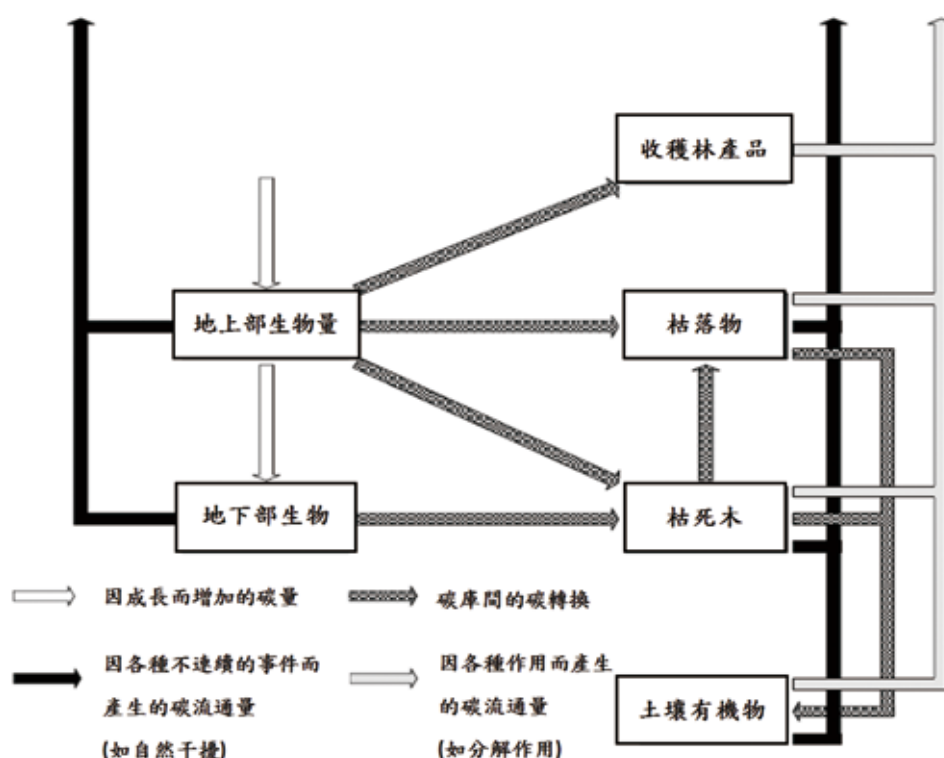 收穫林產品
地上部生物量
枯落物
地下部生物
枯死木
因成長而增加的碳量
碳庫間的碳轉換
因各種不連續的事件而
產生的碳流通量
(如自然干擾)
因各種作用而產生
的碳流通量
(如分解作用)
土壤有機物